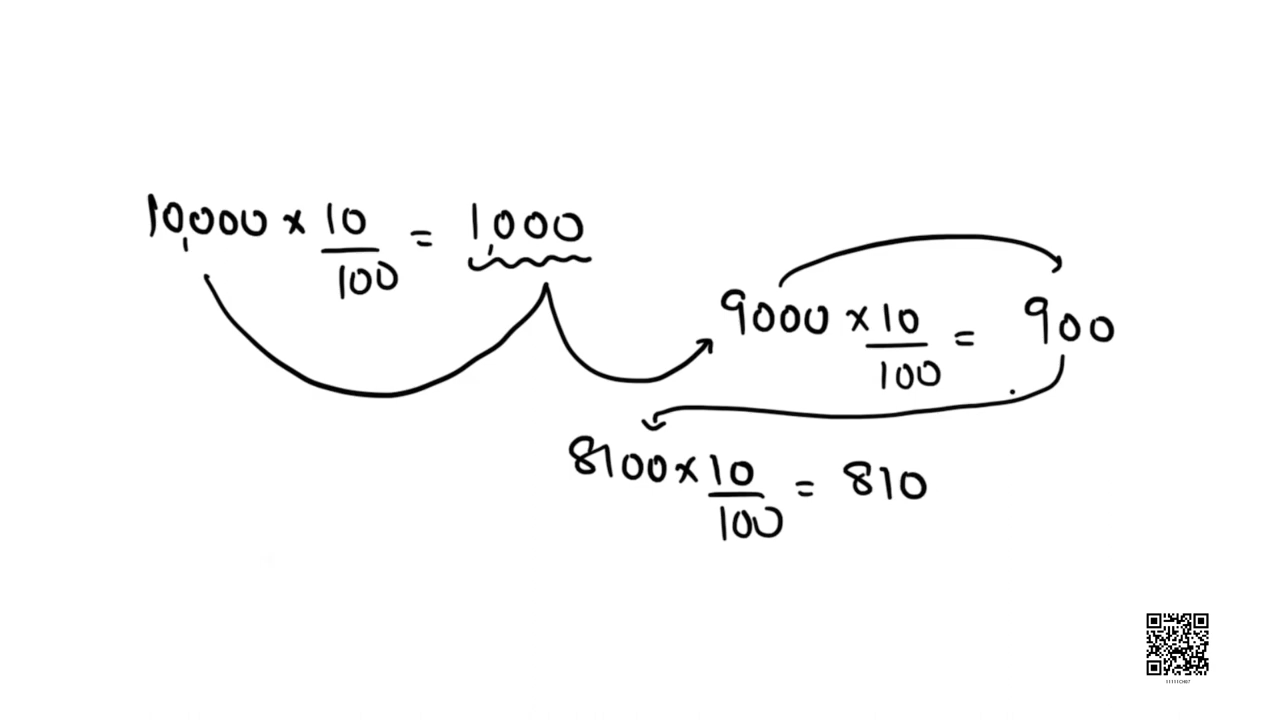 10,000 × 10/100 = 1,000
9000 × 10/100 = 900
8100 × 10/100 = 810